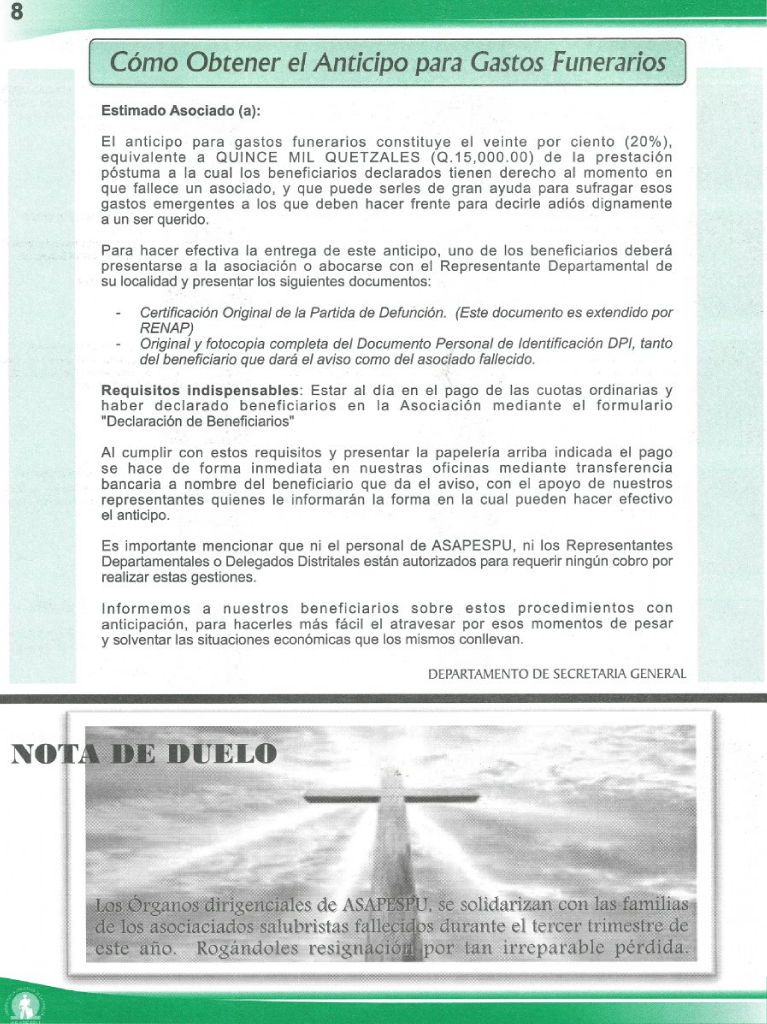 8
Cómo Obtener el Anticipo para Gastos Funerarios
Estimado Asociado (a):
El anticipo para gastos funerarios constituye el veinte por ciento (20%),
equivalente a QUINCE MIL QUETZALES (Q.15,000.00) de la prestación
póstuma a la cual los beneficiarios declarados tienen derecho al momento en
que fallece un asociado, y que puede serles de gran ayuda para sufragar esos
gastos emergentes a los que deben hacer frente para decirle adiós dignamente
a un ser querido.
Para hacer efectiva la entrega de este anticipo, uno de los beneficiarios deberá
presentarse a la asociación o abocarse con el Representante Departamental de
su localidad y presentar los siguientes documentos:
- Certificación Original de la Partida de Defunción. (Este documento es extendido por
RENAP)
- Original y fotocopia completa del Documento Personal de Identificación DPI, tanto
del beneficiario que dará el aviso como del asociado fallecido.
Requisitos indispensables: Estar al día en el pago de las cuotas ordinarias y
haber declarado beneficiarios en la Asociación mediante el formulario
"Declaración de Beneficiarios"
Al cumplir con estos requisitos y presentar la papelería arriba indicada el pago
se hace de forma inmediata en nuestras oficinas mediante transferencia
bancaria a nombre del beneficiario que da el aviso, con el apoyo de nuestros
representantes quienes le informarán la forma en la cual pueden hacer efectivo
el anticipo.
Es importante mencionar que ni el personal de ASAPESPU, ni los Representantes
Departamentales o Delegados Distritales están autorizados para requerir ningún cobro por
realizar estas gestiones.
Informemos a nuestros beneficiarios sobre estos procedimientos con
anticipación, para hacerles más fácil el atravesar por esos momentos de pesar
y solventar las situaciones económicas que los mismos conllevan.
DEPARTAMENTO DE SECRETARIA GENERAL
NOTA DE DUELO
Los Órganos dirigenciales de ASAPESPU, se solidarizan con las familias
de los asociaciados salubristas fallecidos durante el tercer trimestre de
este año. Rogándoles resignación por tan irreparable pérdida.